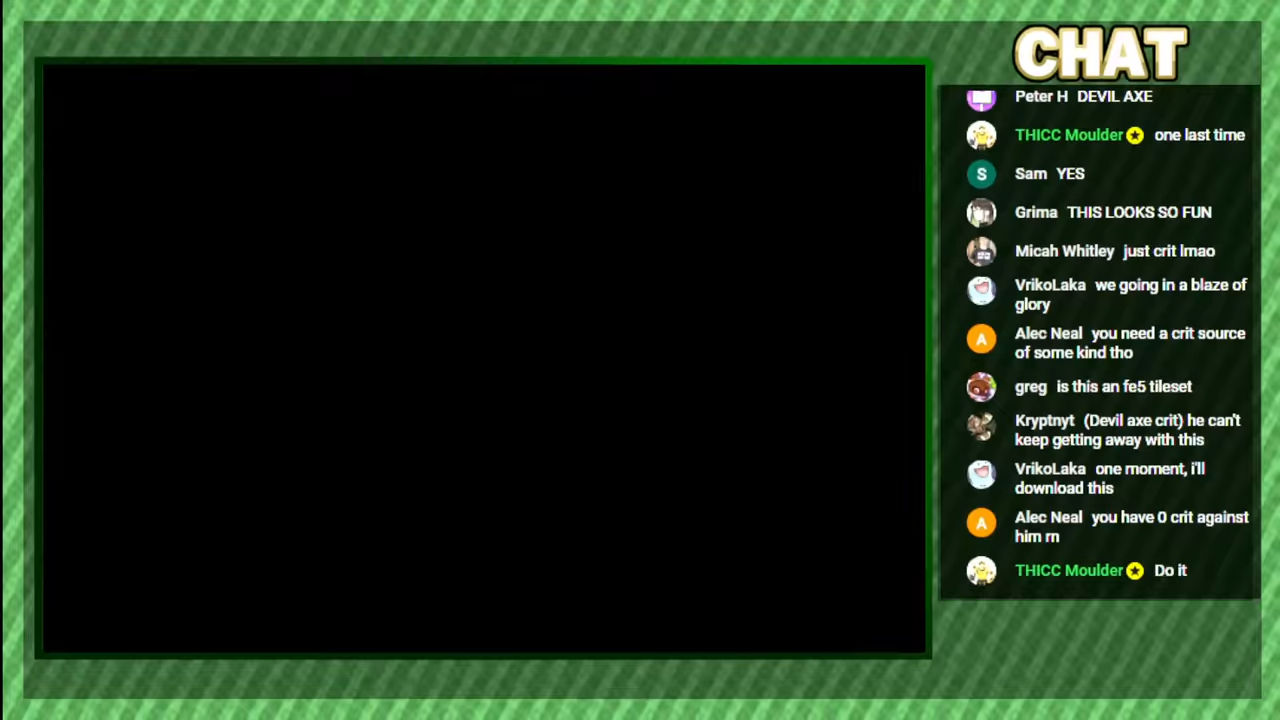 CHAT
Peter H DEVIL AXE
THICC Moulder one last time
S Sam YES
Grima THIS LOOKS SO FUN
Micah Whitley just crit lmao
VrikoLaka we going in a blaze of
glory
A Alec Neal you need a crit source
of some kind tho
greg is this an fe5 tileset
Kryptnyt (Devil axe crit) he can't
keep getting away with this
VrikoLaka one moment, i'll
download this
A Alec Neal you have 0 crit against
him rn
THICC Moulder Do it